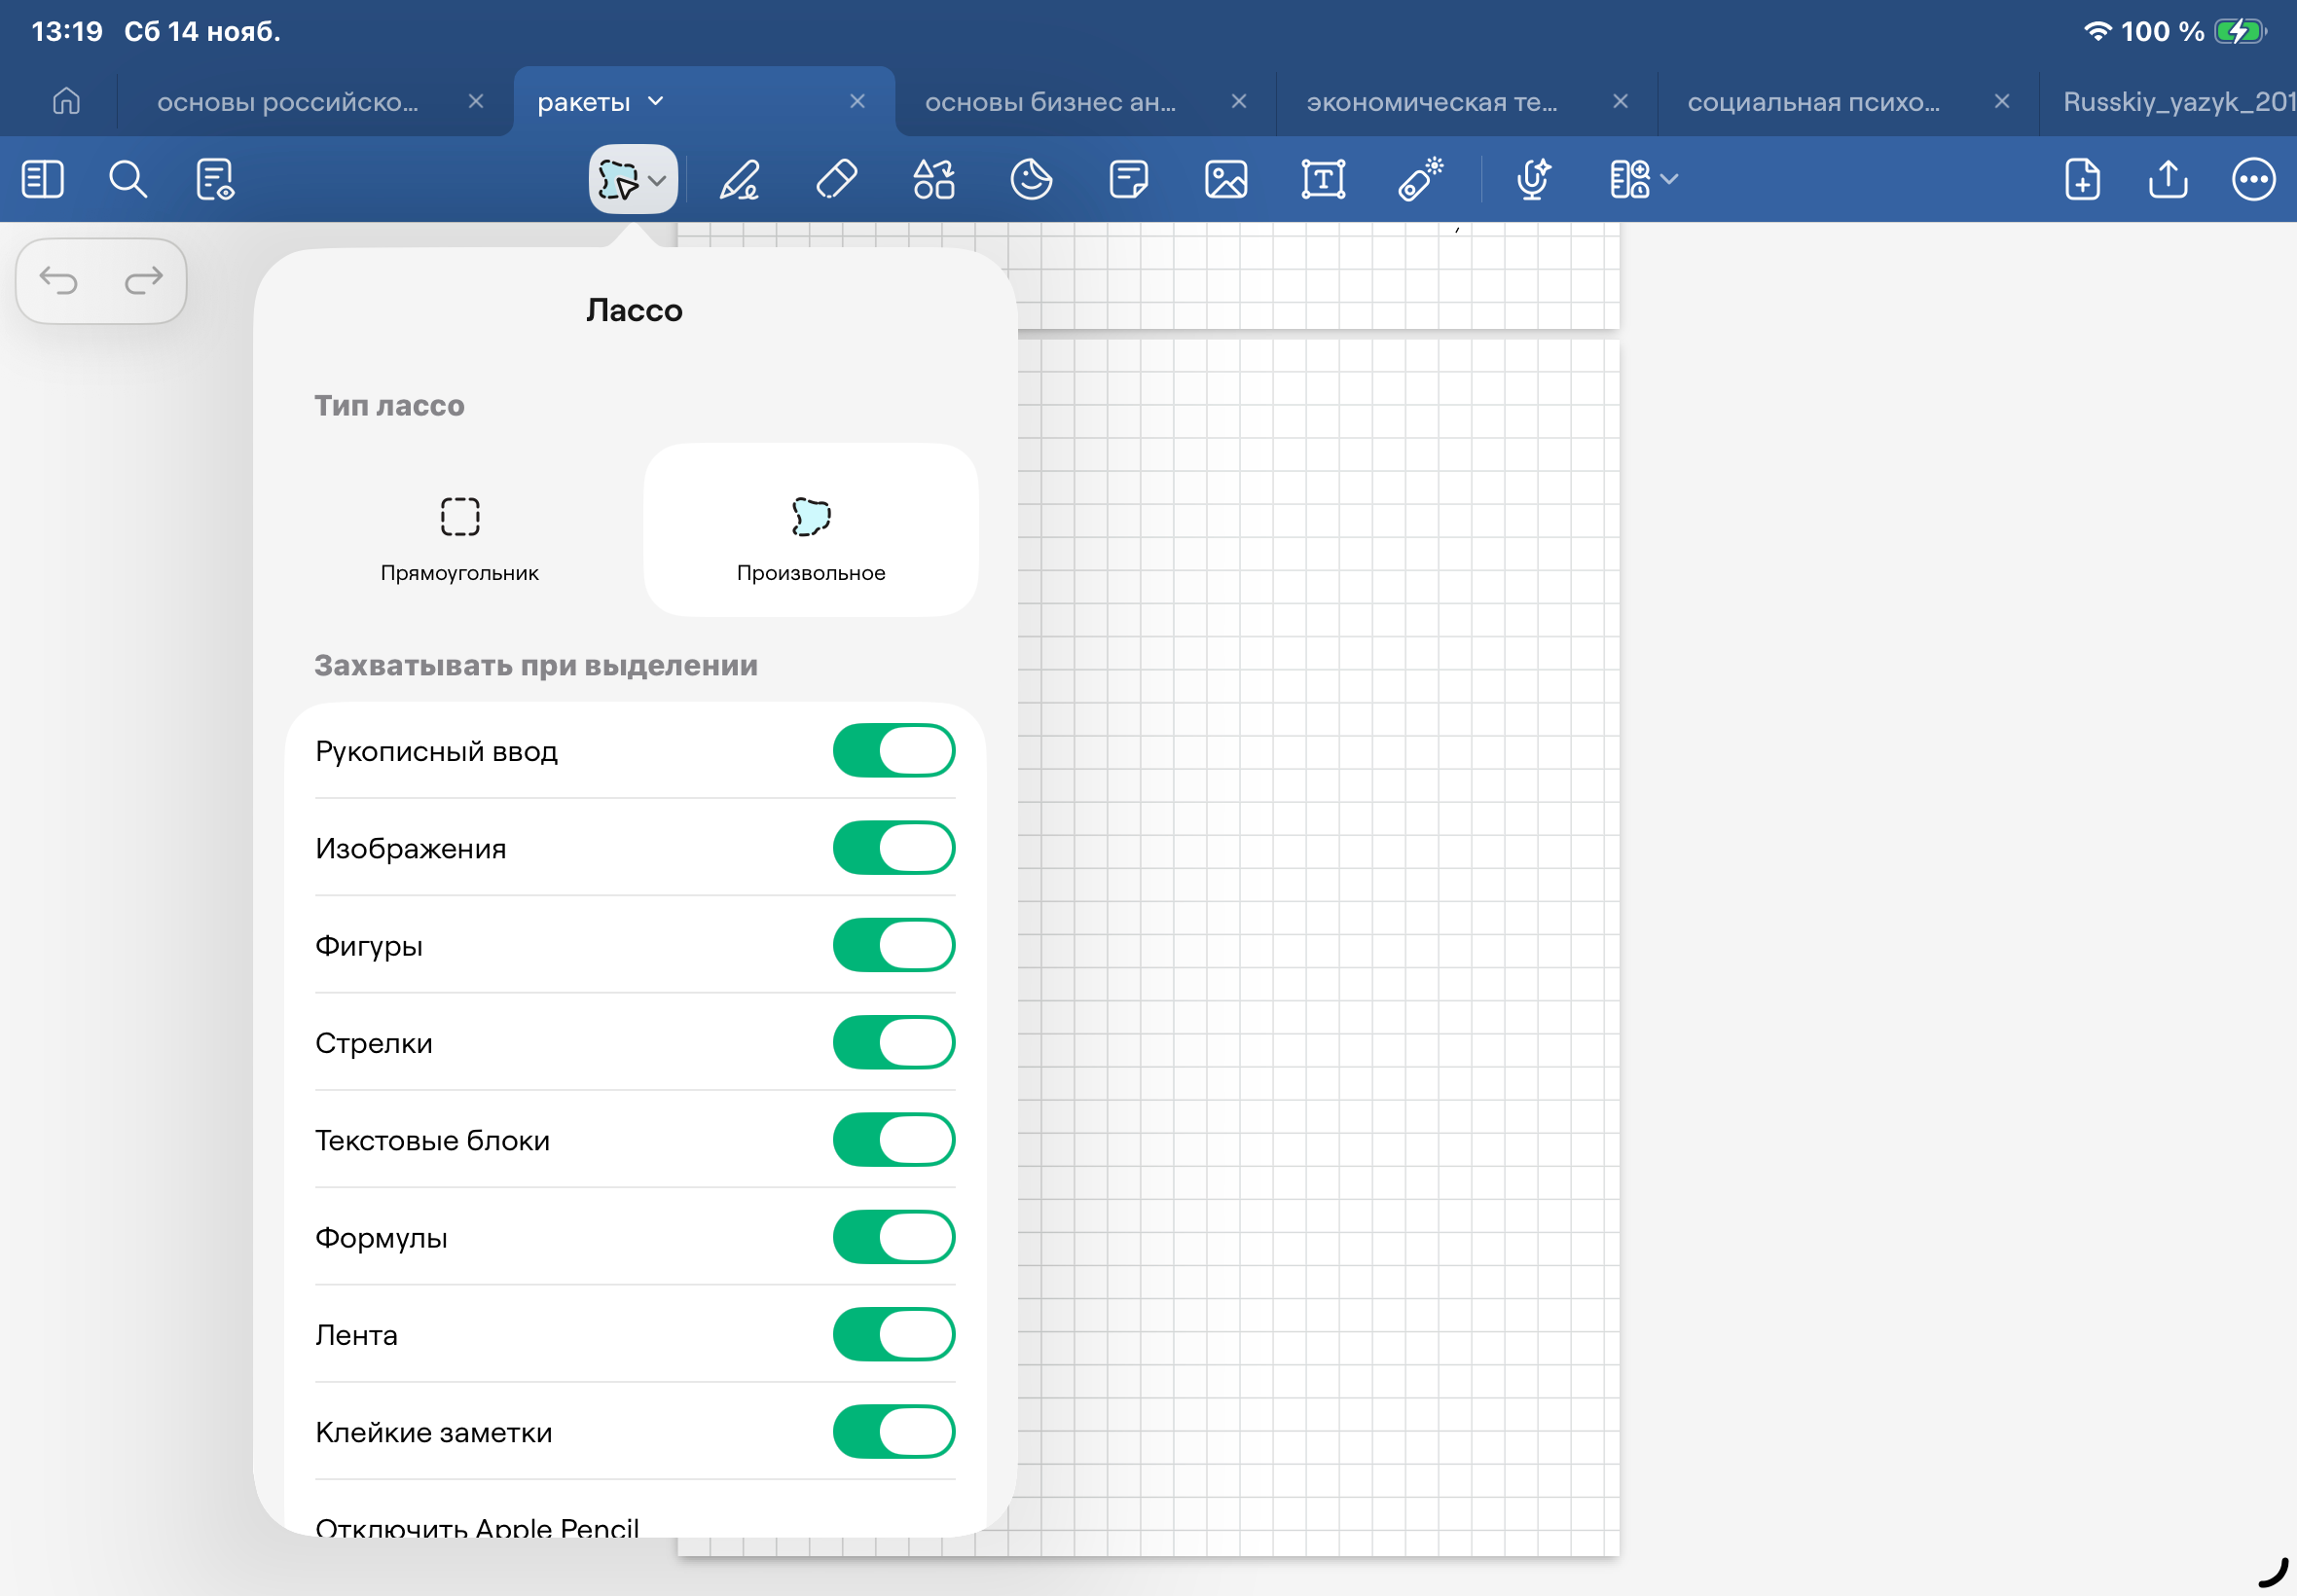 13:19 Сб 14 нояб. 100 %
основы российско... ракеты основы бизнес ан... экономическая те... социальная психо... Russkiy_yazyk_201
Лассо
Тип лассо
Прямоугольник Произвольное
Захватывать при выделении
Рукописный ввод
Изображения
Фигуры
Стрелки
Текстовые блоки
Формулы
Лента
Клейкие заметки
Отключить Apple Pencil